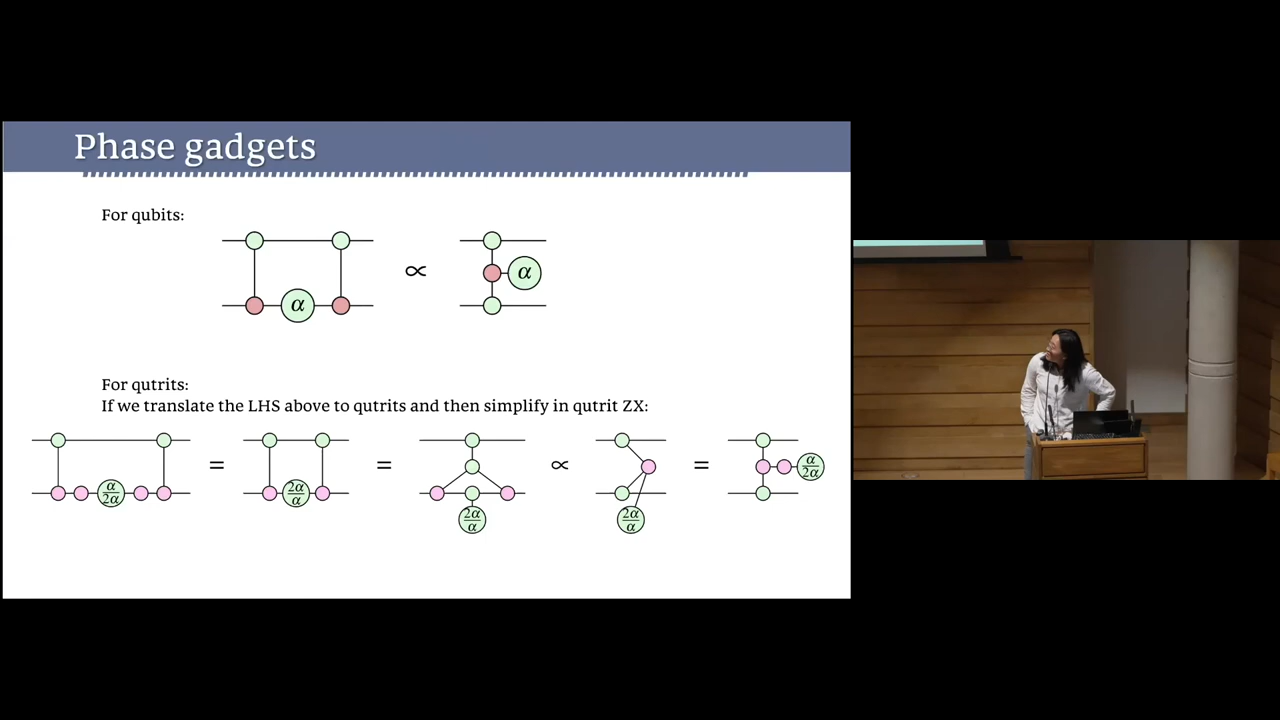 Phase gadgets
For qubits:
∝
α
α
For qutrits:
If we translate the LHS above to qutrits and then simplify in qutrit ZX:
= = ∝ =
α
2α
2α
α
2α
α
2α
α
α
2α